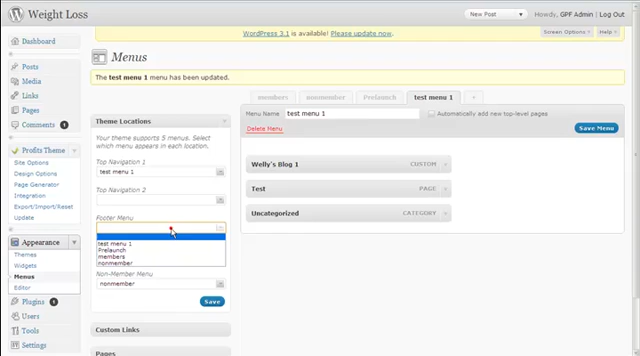 Weight Loss
New Post
Howdy, GPF Admin | Log Out
WordPress 3.1 is available! Please update now.
Screen Options
Help
Dashboard
Posts
Media
Links
Pages
Comments 1
Profits Theme
Site Options
Design Options
Page Generator
Integration
Export/Import/Reset
Update
Appearance
Themes
Widgets
Menus
Editor
Plugins 1
Users
Tools
Settings
Menus
The test menu 1 menu has been updated.
Theme Locations
Your theme supports 5 menus. Select
which menu appears in each location.
Top Navigation 1
test menu 1
Top Navigation 2
Footer Menu
test menu 1
Prelaunch
members
nonmember
Non-Member Menu
nonmember
Save
Custom Links
Pages
members
nonmember
Prelaunch
test menu 1
+
Menu Name
test menu 1
Automatically add new top-level pages
Delete Menu
Save Menu
Welly's Blog 1
CUSTOM
Test
PAGE
Uncategorized
CATEGORY